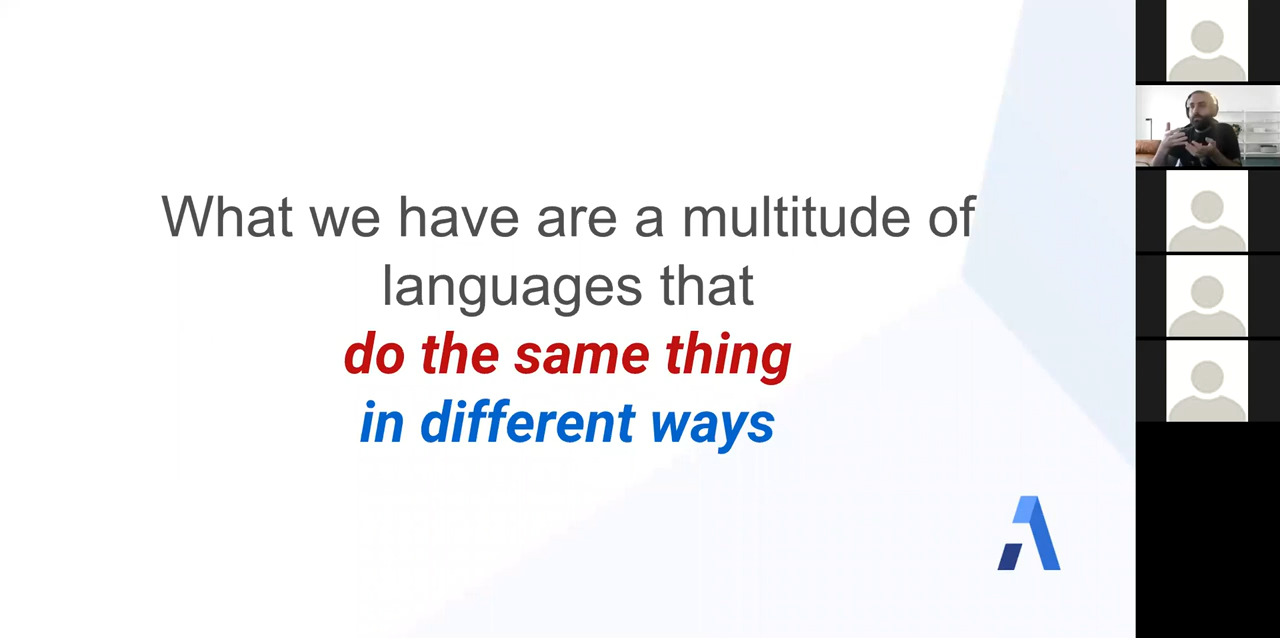 What we have are a multitude of
languages that
do the same thing
in different ways